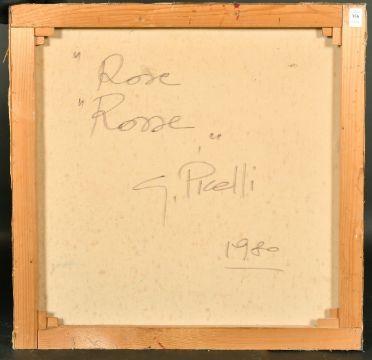 " Rose "
" Rosse "
G. Picelli
1980